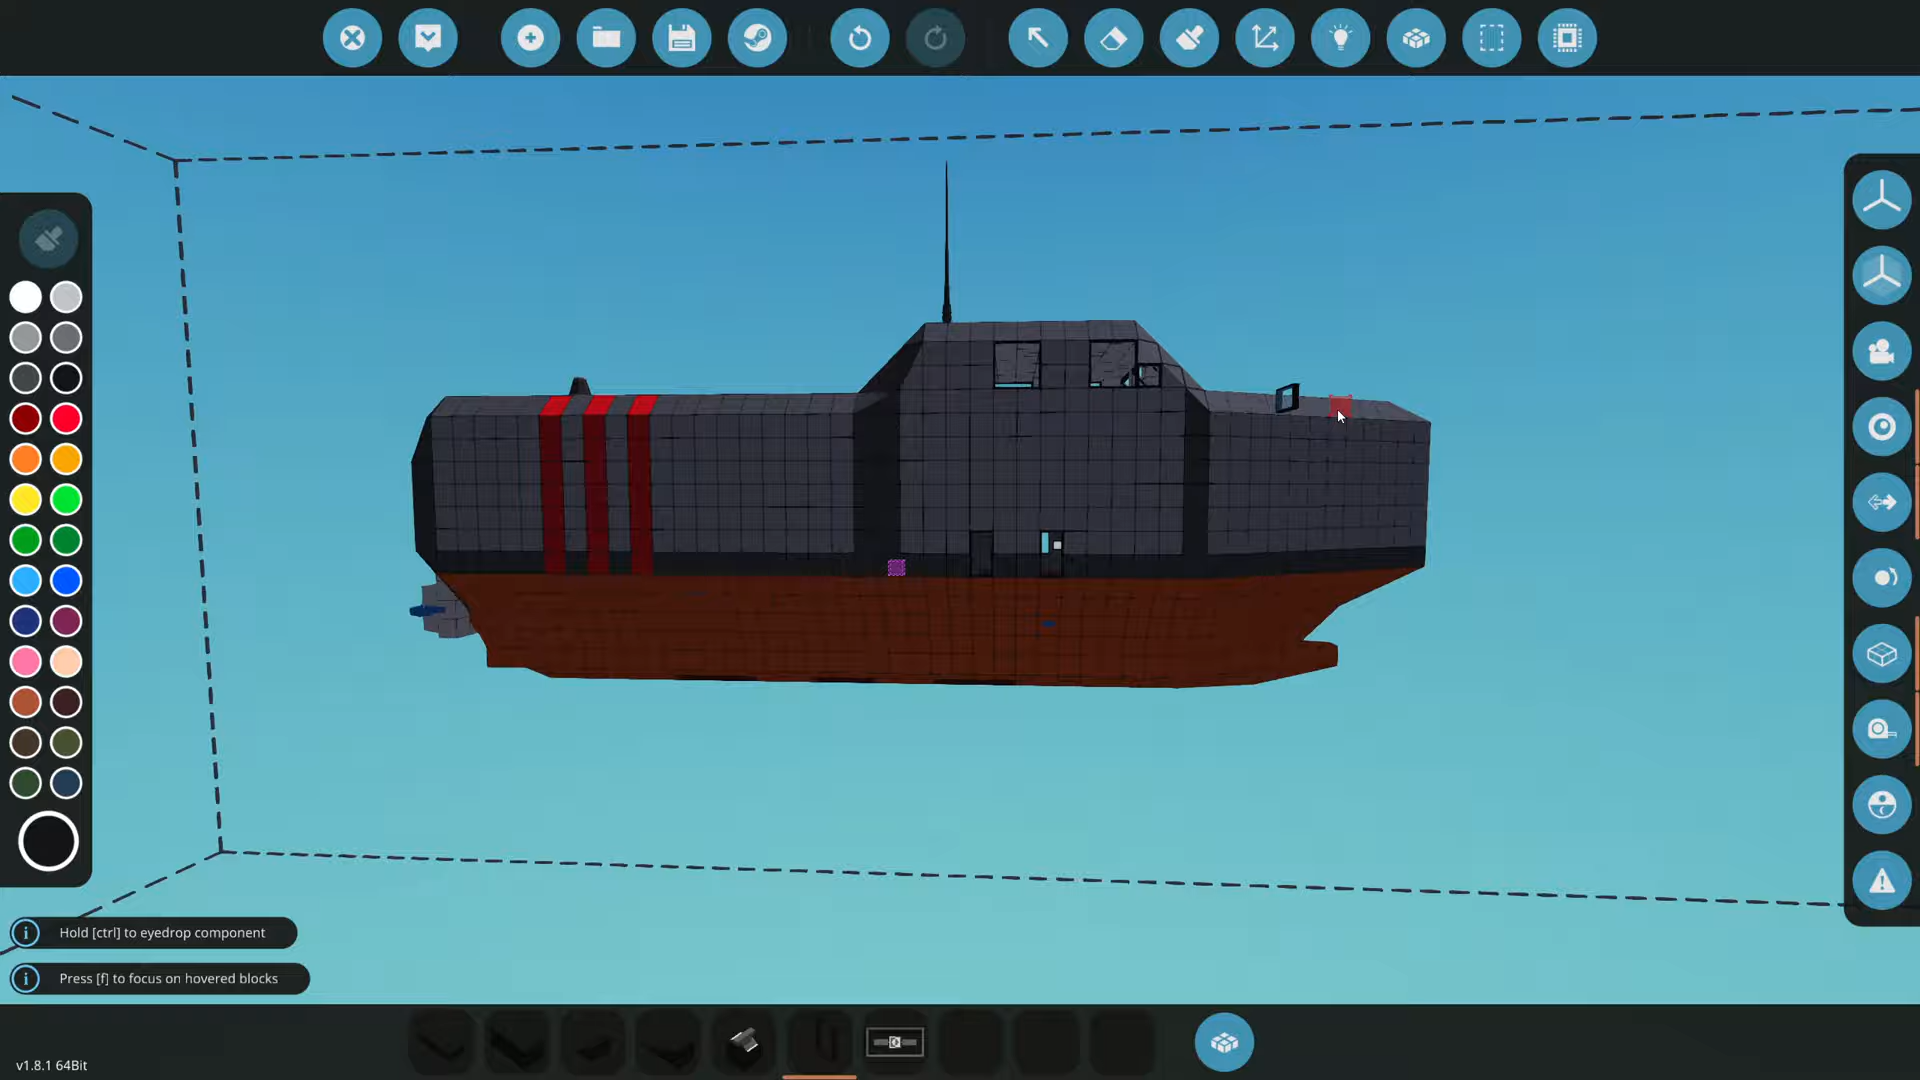 Hold [ctrl] to eyedrop component
Press [f] to focus on hovered blocks
v1.8.1 64Bit